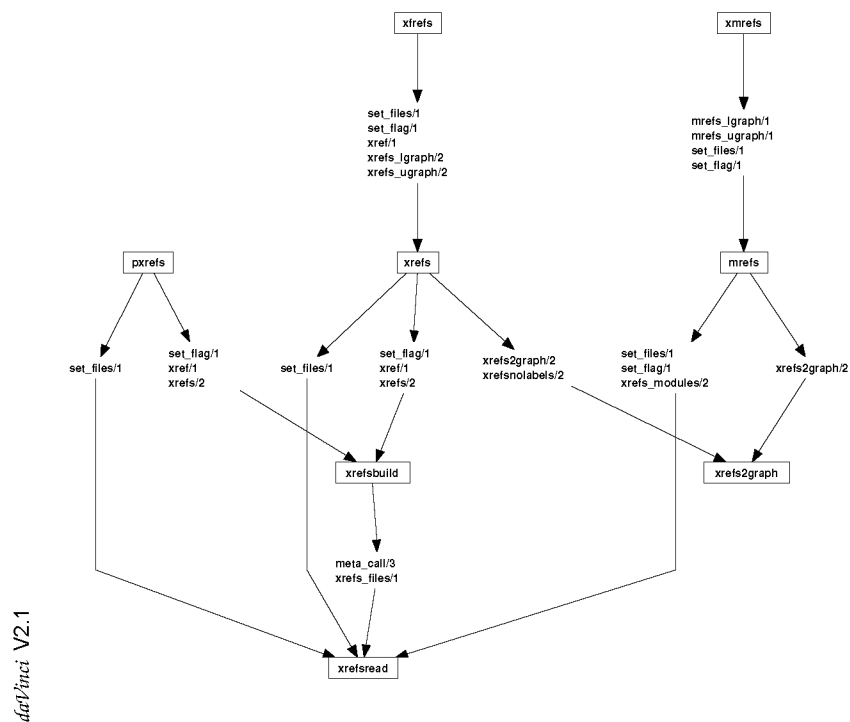 xfrefs
xmrefs
set_files/1
set_flag/1
xref/1
xrefs_lgraph/2
xrefs_ugraph/2
mrefs_lgraph/1
mrefs_ugraph/1
set_files/1
set_flag/1
pxrefs
xrefs
mrefs
set_files/1
set_flag/1
xref/1
xrefs/2
set_files/1
set_flag/1
xref/1
xrefs/2
xrefs2graph/2
xrefsnolabels/2
set_files/1
set_flag/1
xrefs_modules/2
xrefs2graph/2
xrefsbuild
xrefs2graph
meta_call/3
xrefs_files/1
xrefsread
daVinci V2.1